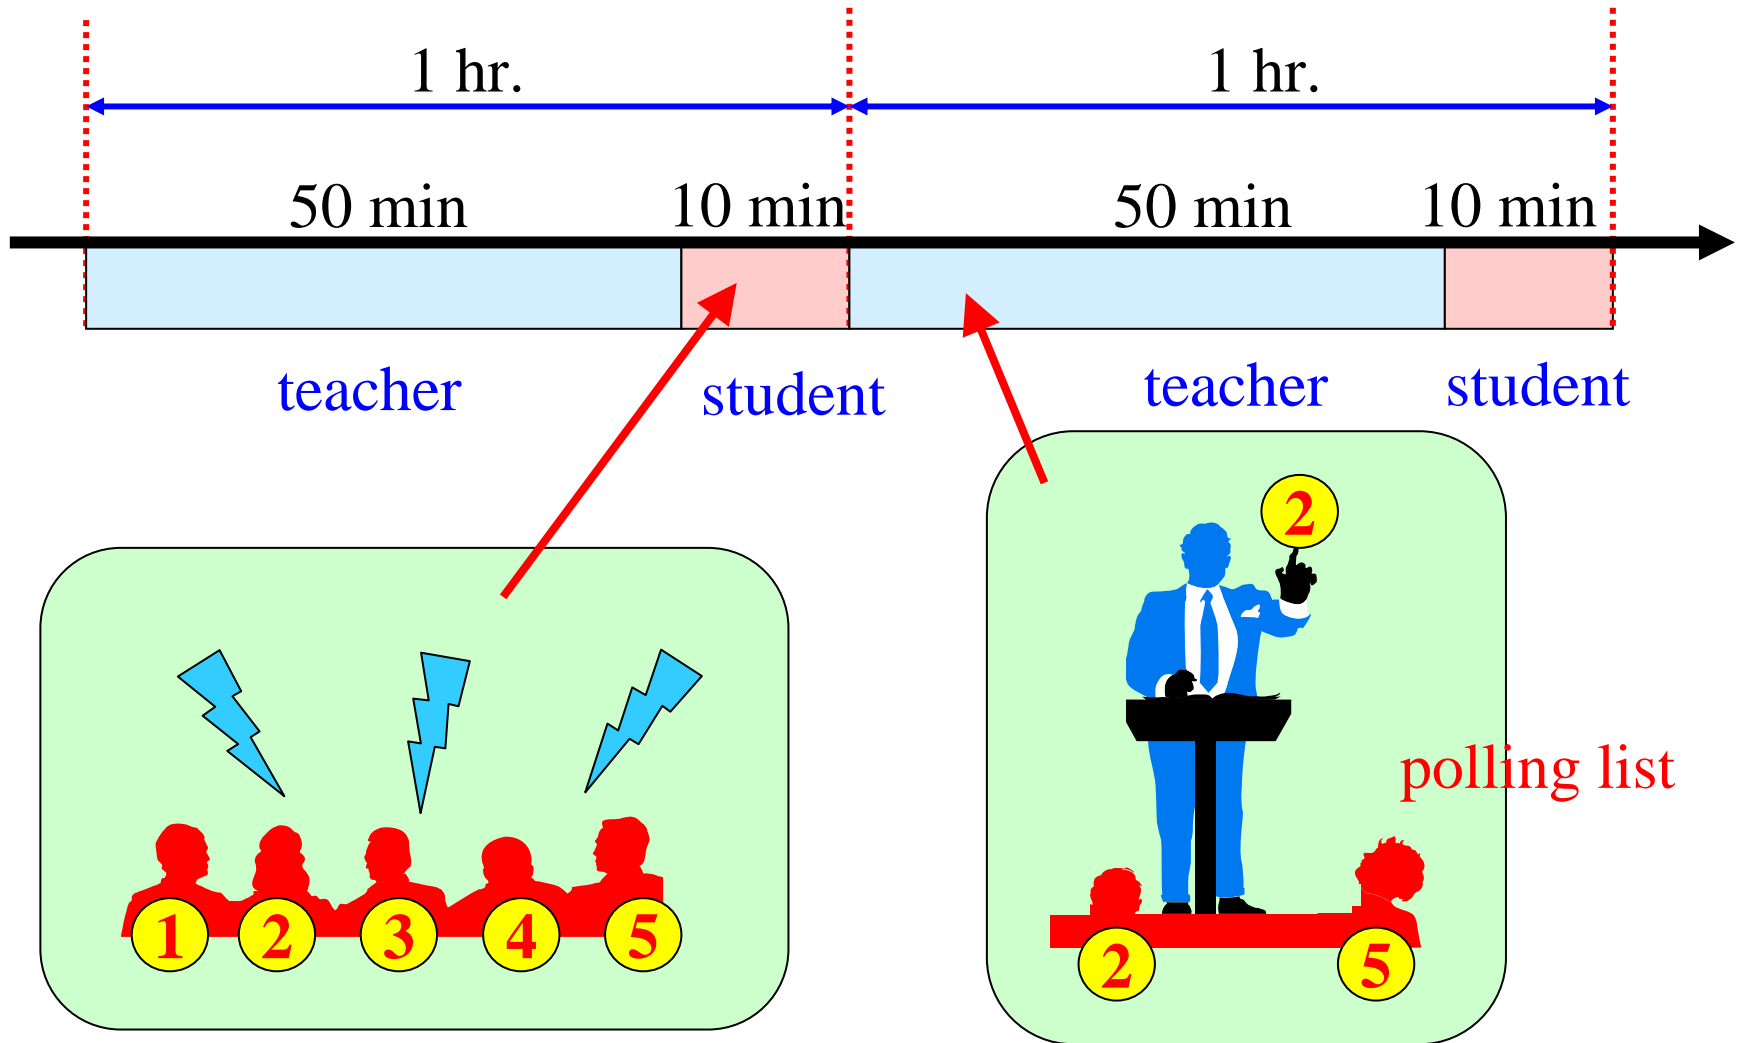 1 hr.
1 hr.
50 min
10 min
50 min
10 min
teacher
student
teacher
student
2
polling list
1
2
3
4
5
2
5